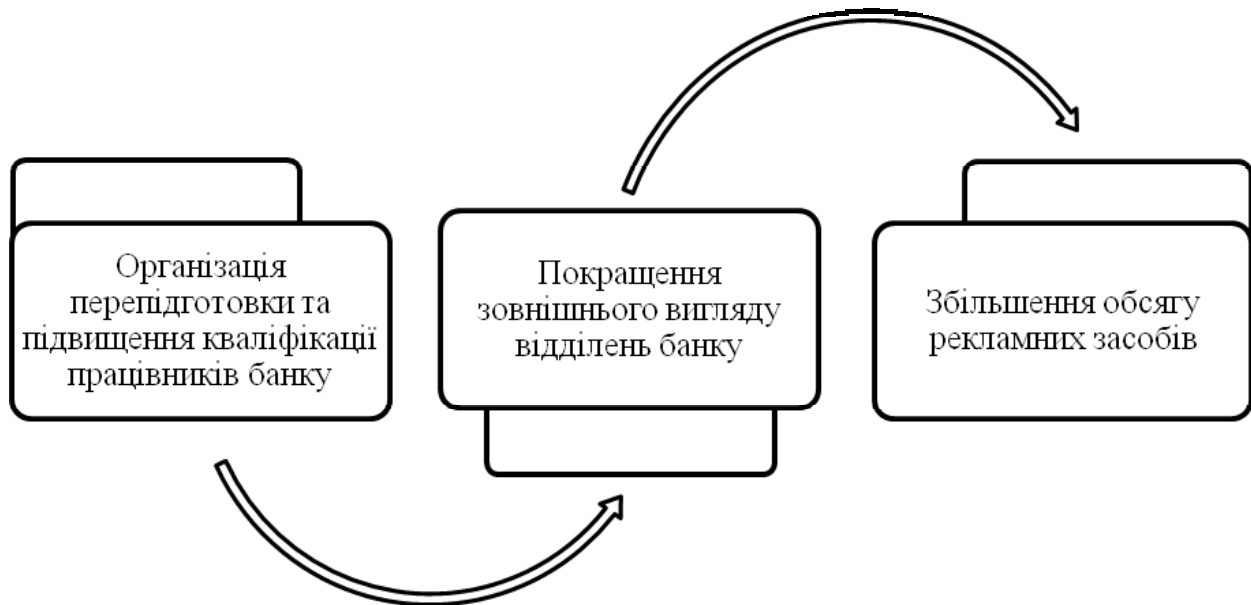 Організація
перепідготовки та
підвищення кваліфікації
працівників банку
Покращення
зовнішнього вигляду
відділень банку
Збільшення обсягу
рекламних засобів